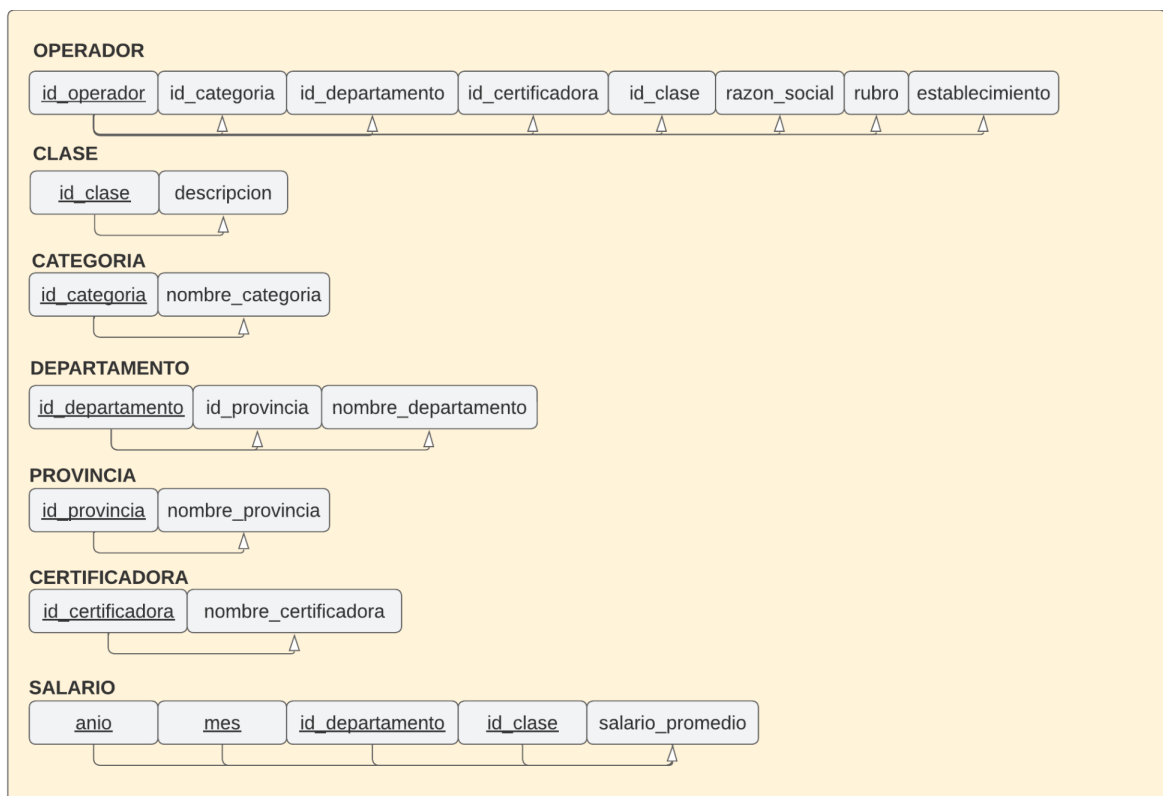 OPERADOR
id_operador id_categoria id_departamento id_certificadora id_clase razon_social rubro establecimiento
CLASE
id_clase descripcion
CATEGORIA
id_categoria nombre_categoria
DEPARTAMENTO
id_departamento id_provincia nombre_departamento
PROVINCIA
id_provincia nombre_provincia
CERTIFICADORA
id_certificadora nombre_certificadora
SALARIO
anio mes id_departamento id_clase salario_promedio